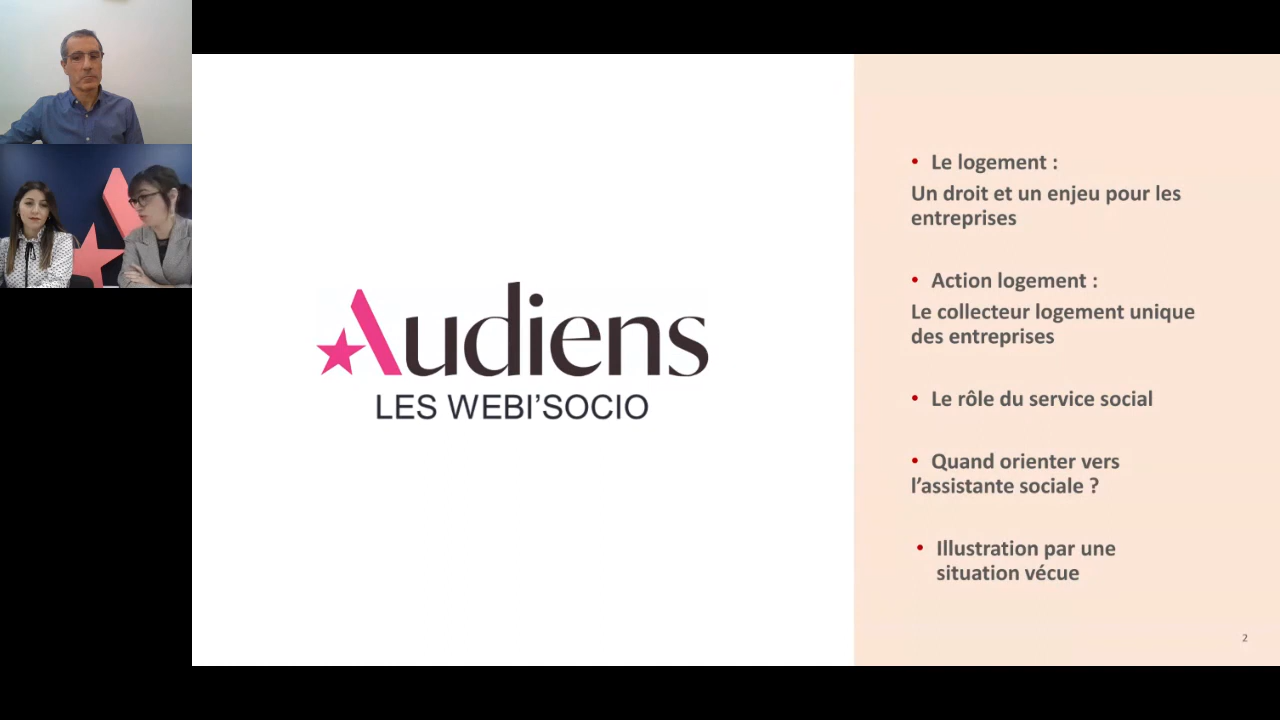 Audiens
LES WEBI'SOCIO
• Le logement :
Un droit et un enjeu pour les
entreprises
• Action logement :
Le collecteur logement unique
des entreprises
• Le rôle du service social
• Quand orienter vers
l’assistante sociale ?
• Illustration par une
situation vécue
2